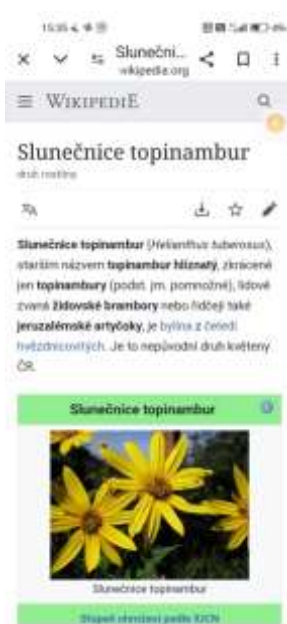 15:35
Slunečni...
wikipedia.org
WIKIPEDIE
Slunečnice topinambur
druh rostliny
Slunečnice topinambur (Helianthus tuberosus),
starším názvem topinambur hlíznatý, zkráceně
jen topinambury (podst. jm. pomnožné), lidově
zvaná židovské brambory nebo řidčeji také
jeruzalémské artyčoky, je bylina z čeledi
hvězdnicovitých. Je to nepůvodní druh květeny
ČR.
Slunečnice topinambur
Slunečnice topinambur
Stupeň ohrožení podle IUCN